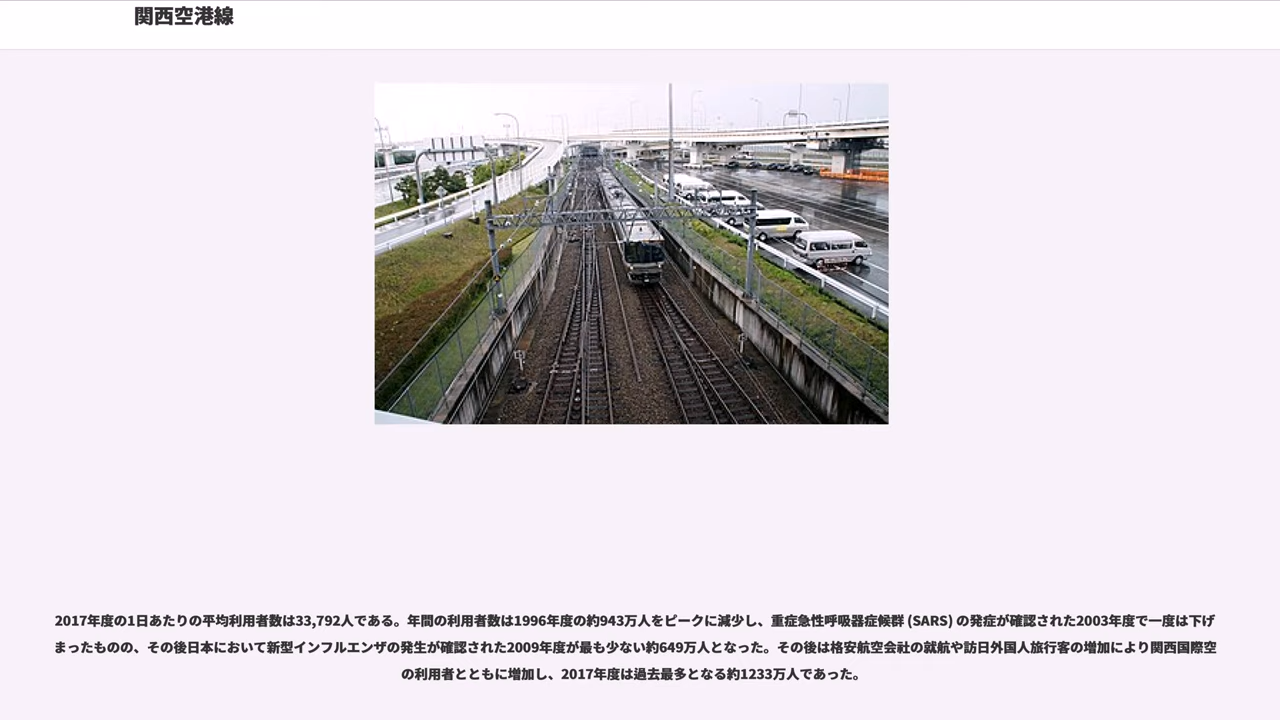 関西空港線
2017年度の1日あたりの平均利用者数は33,792人である。年間の利用者数は1996年度の約943万人をピークに減少し、重症急性呼吸器症候群 (SARS) の発症が確認された2003年度で一度は下げ
まったものの、その後日本において新型インフルエンザの発生が確認された2009年度が最も少ない約649万人となった。その後は格安航空会社の就航や訪日外国人旅行客の増加により関西国際空
の利用者とともに増加し、2017年度は過去最多となる約1233万人であった。